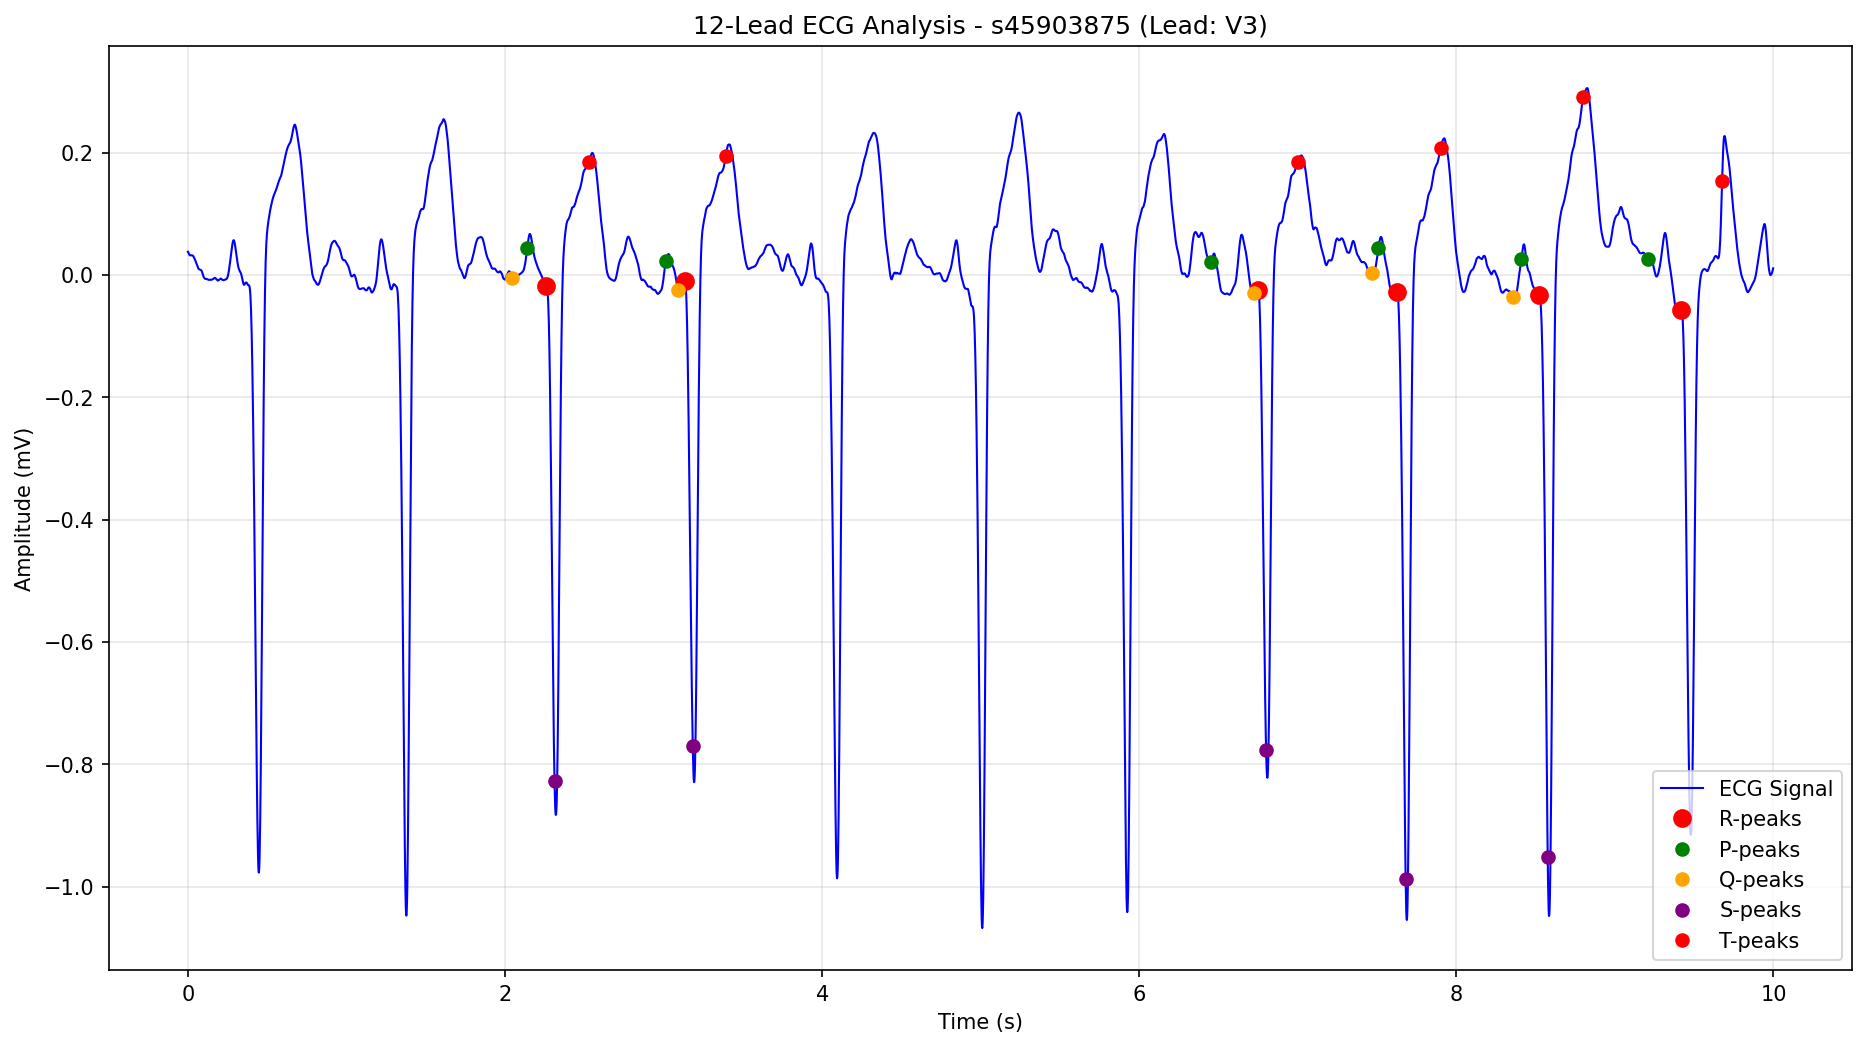 12-Lead ECG Analysis - s45903875 (Lead: V3)
Amplitude (mV)
0.2
0.0
−0.2
−0.4
−0.6
−0.8
−1.0
0
2
4
6
8
10
Time (s)
ECG Signal
R-peaks
P-peaks
Q-peaks
S-peaks
T-peaks